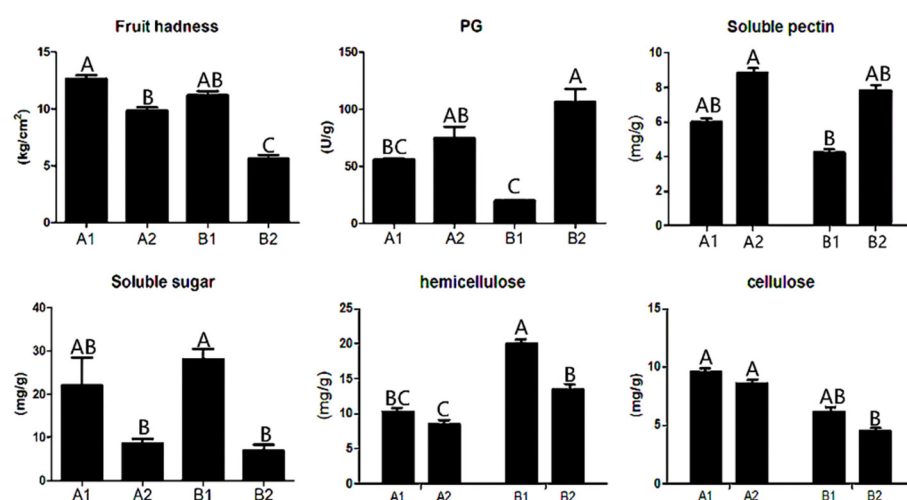 Fruit hadness
(kg/cm²)
15
10
5
0
A
B
AB
C
A1 A2 B1 B2
PG
(U/g)
150
100
50
0
BC
AB
C
A
A1 A2 B1 B2
Soluble pectin
(mg/g)
10
8
6
4
2
0
AB
A
B
AB
A1 A2 B1 B2
Soluble sugar
(mg/g)
40
30
20
10
0
AB
B
A
B
A1 A2 B1 B2
hemicellulose
(mg/g)
25
20
15
10
5
0
BC
C
A
B
A1 A2 B1 B2
cellulose
(mg/g)
15
10
5
0
A
A
AB
B
A1 A2 B1 B2